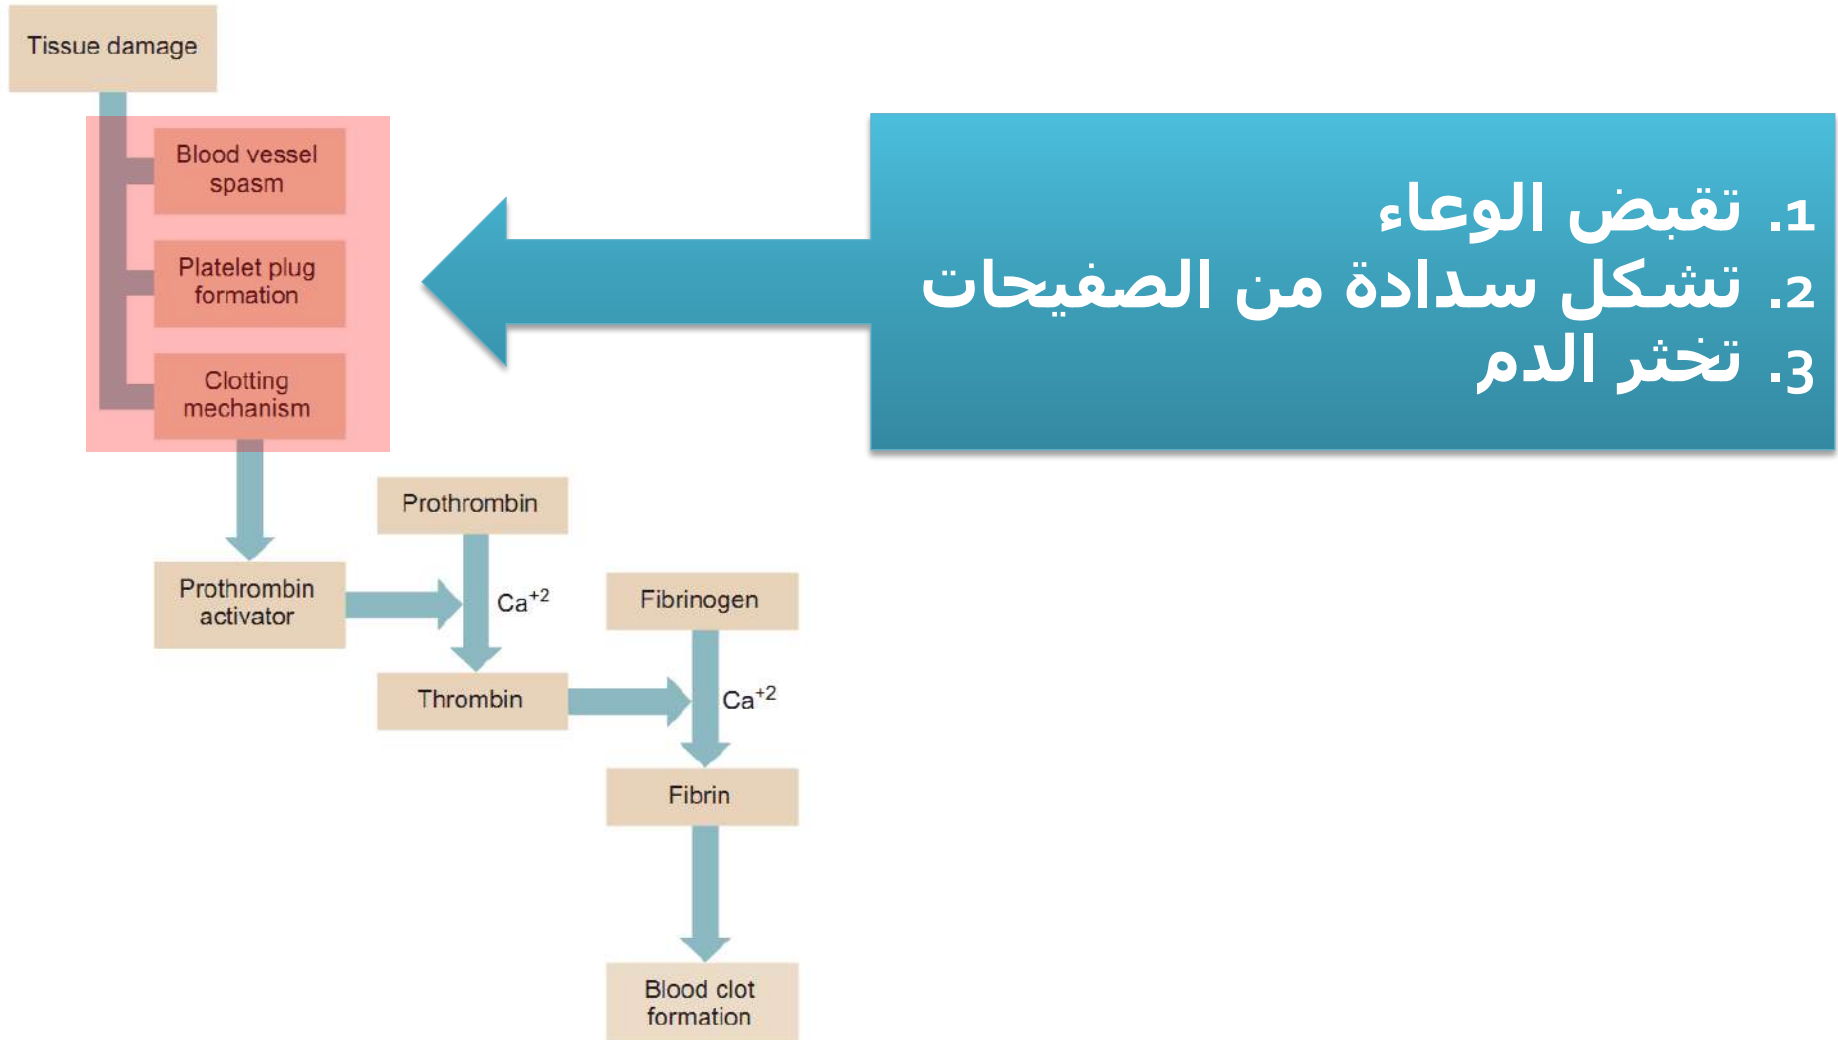 Tissue damage
Blood vessel
spasm
Platelet plug
formation
Clotting
mechanism
1. تقبض الوعاء
2. تشكل سدادة من الصفيحات
3. تخثر الدم
Prothrombin
Prothrombin
activator
Ca+2
Fibrinogen
Thrombin
Ca+2
Fibrin
Blood clot
formation